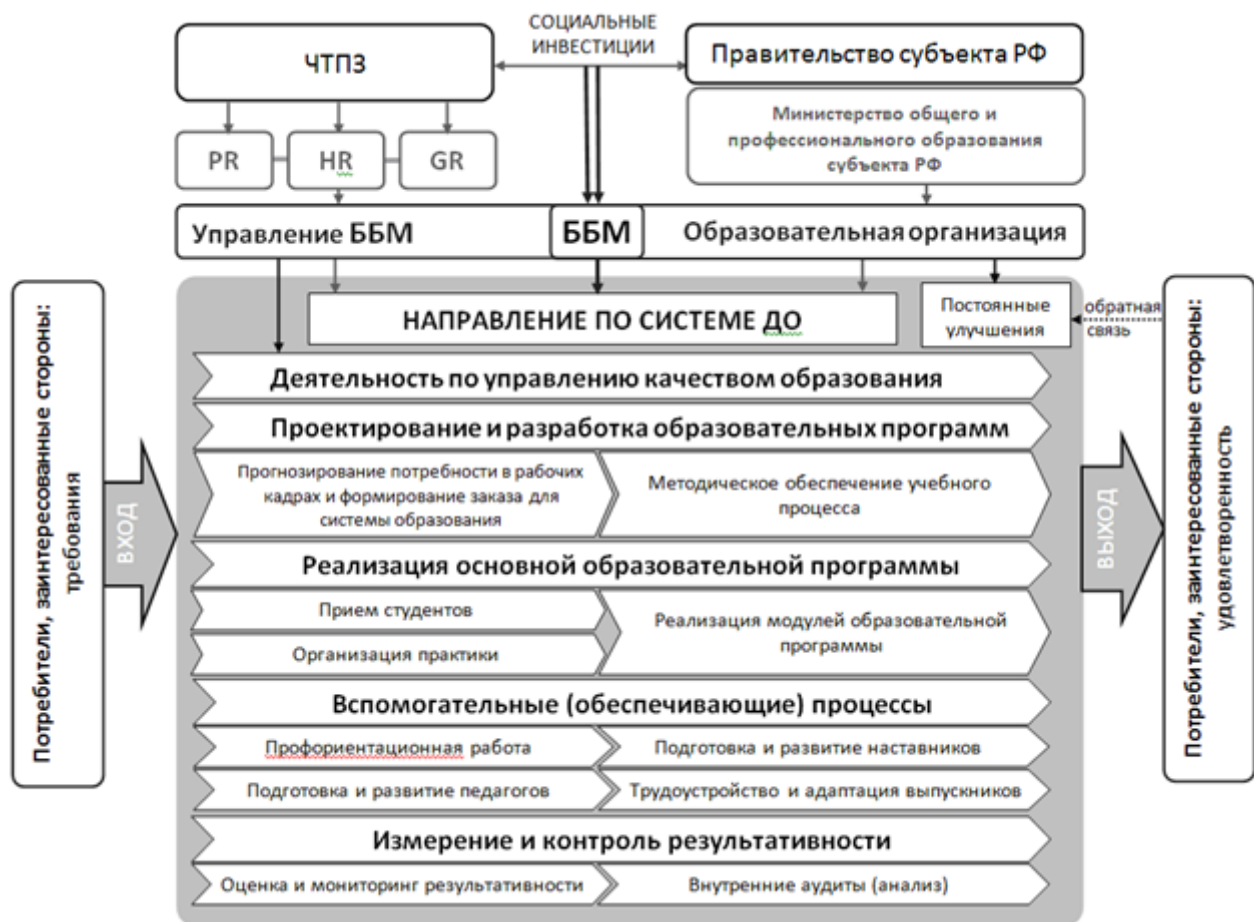 СОЦИАЛЬНЫЕ
ИНВЕСТИЦИИ
ЧТПЗ
Правительство субъекта РФ
Министерство общего и
профессионального образования
субъекта РФ
PR
HR
GR
Управление ББМ
ББМ
Образовательная организация
НАПРАВЛЕНИЕ ПО СИСТЕМЕ ДО
Постоянные
улучшения
обратная
связь
Потребители, заинтересованные стороны:
требования
ВХОД
Деятельность по управлению качеством образования
Проектирование и разработка образовательных программ
Прогнозирование потребности в рабочих
кадрах и формирование заказа для
системы образования
Методическое обеспечение учебного
процесса
Реализация основной образовательной программы
Прием студентов
Организация практики
Реализация модулей образовательной
программы
Вспомогательные (обеспечивающие) процессы
Профориентационная работа
Подготовка и развитие наставников
Подготовка и развитие педагогов
Трудоустройство и адаптация выпускников
Измерение и контроль результативности
Оценка и мониторинг результативности
Внутренние аудиты (анализ)
ВЫХОД
Потребители, заинтересованные стороны:
удовлетворенность